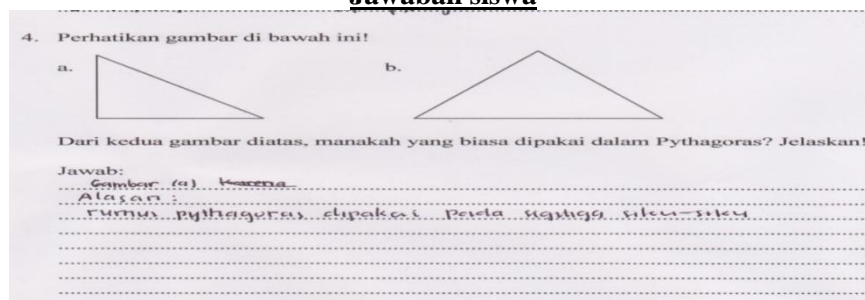 Jawaban siswa
4. Perhatikan gambar di bawah ini!
a. b.
Dari kedua gambar diatas, manakah yang biasa dipakai dalam Pythagoras? Jelaskan!
Jawab:
Gambar (a) karena
Alasan :
rumus pythagoras dipakai pada segitiga siku-siku